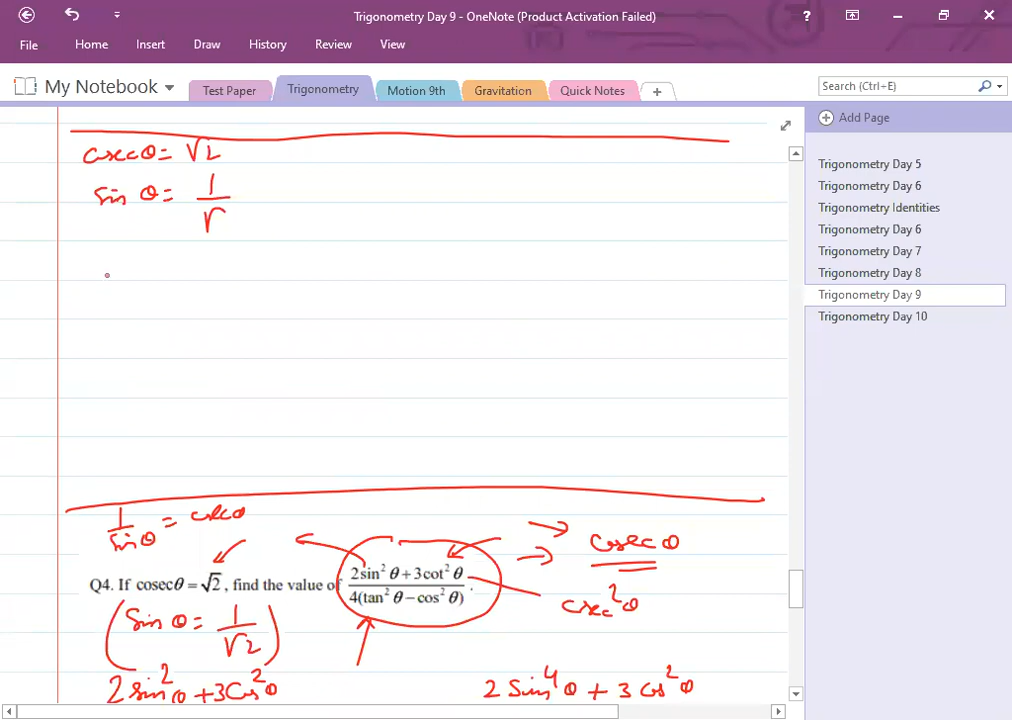 Trigonometry Day 9 - OneNote (Product Activation Failed)
File Home Insert Draw History Review View
My Notebook Test Paper Trigonometry Motion 9th Gravitation Quick Notes Search (Ctrl+E)
Add Page
Trigonometry Day 5
Trigonometry Day 6
Trigonometry Identities
Trigonometry Day 6
Trigonometry Day 7
Trigonometry Day 8
Trigonometry Day 9
Trigonometry Day 10
cosecθ = √2
sin θ = 1/√
1/sinθ = cosecθ
cosecθ
Q4. If cosecθ = √2, find the value of (2sin² θ + 3cot² θ)/(4(tan² θ − cos² θ)).
cosec²θ
(sin θ = 1/√2)
2sin²θ + 3cos²θ
2 sin⁴θ + 3 cos²θ